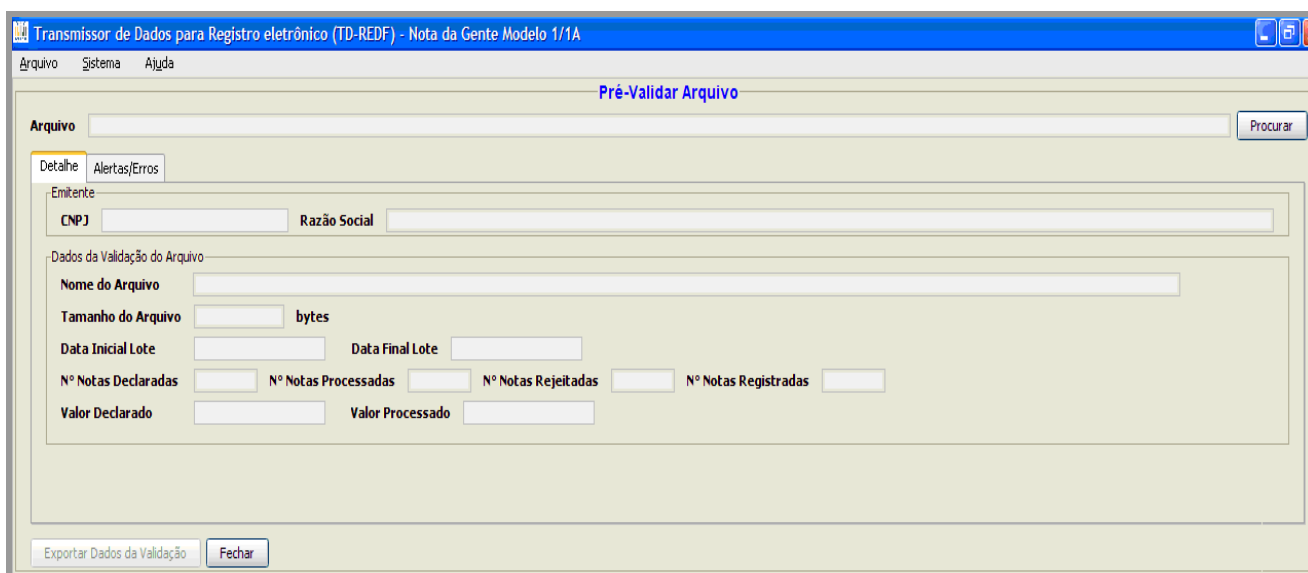 Transmissor de Dados para Registro eletrônico (TD-REDF) - Nota da Gente Modelo 1/1A
Arquivo Sistema Ajuda
Pré-Validar Arquivo
Arquivo Procurar
Detalhe Alertas/Erros
Emitente
CNPJ Razão Social
Dados da Validação do Arquivo
Nome do Arquivo
Tamanho do Arquivo bytes
Data Inicial Lote Data Final Lote
Nº Notas Declaradas Nº Notas Processadas Nº Notas Rejeitadas Nº Notas Registradas
Valor Declarado Valor Processado
Exportar Dados da Validação Fechar